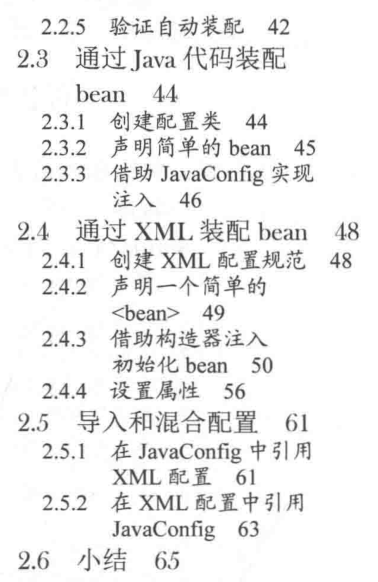 2.2.5 验证自动装配 42
2.3 通过 Java 代码装配
bean 44
2.3.1 创建配置类 44
2.3.2 声明简单的 bean 45
2.3.3 借助 JavaConfig 实现
注入 46
2.4 通过 XML 装配 bean 48
2.4.1 创建 XML 配置规范 48
2.4.2 声明一个简单的
<bean> 49
2.4.3 借助构造器注入
初始化 bean 50
2.4.4 设置属性 56
2.5 导入和混合配置 61
2.5.1 在 JavaConfig 中引用
XML 配置 61
2.5.2 在 XML 配置中引用
JavaConfig 63
2.6 小结 65